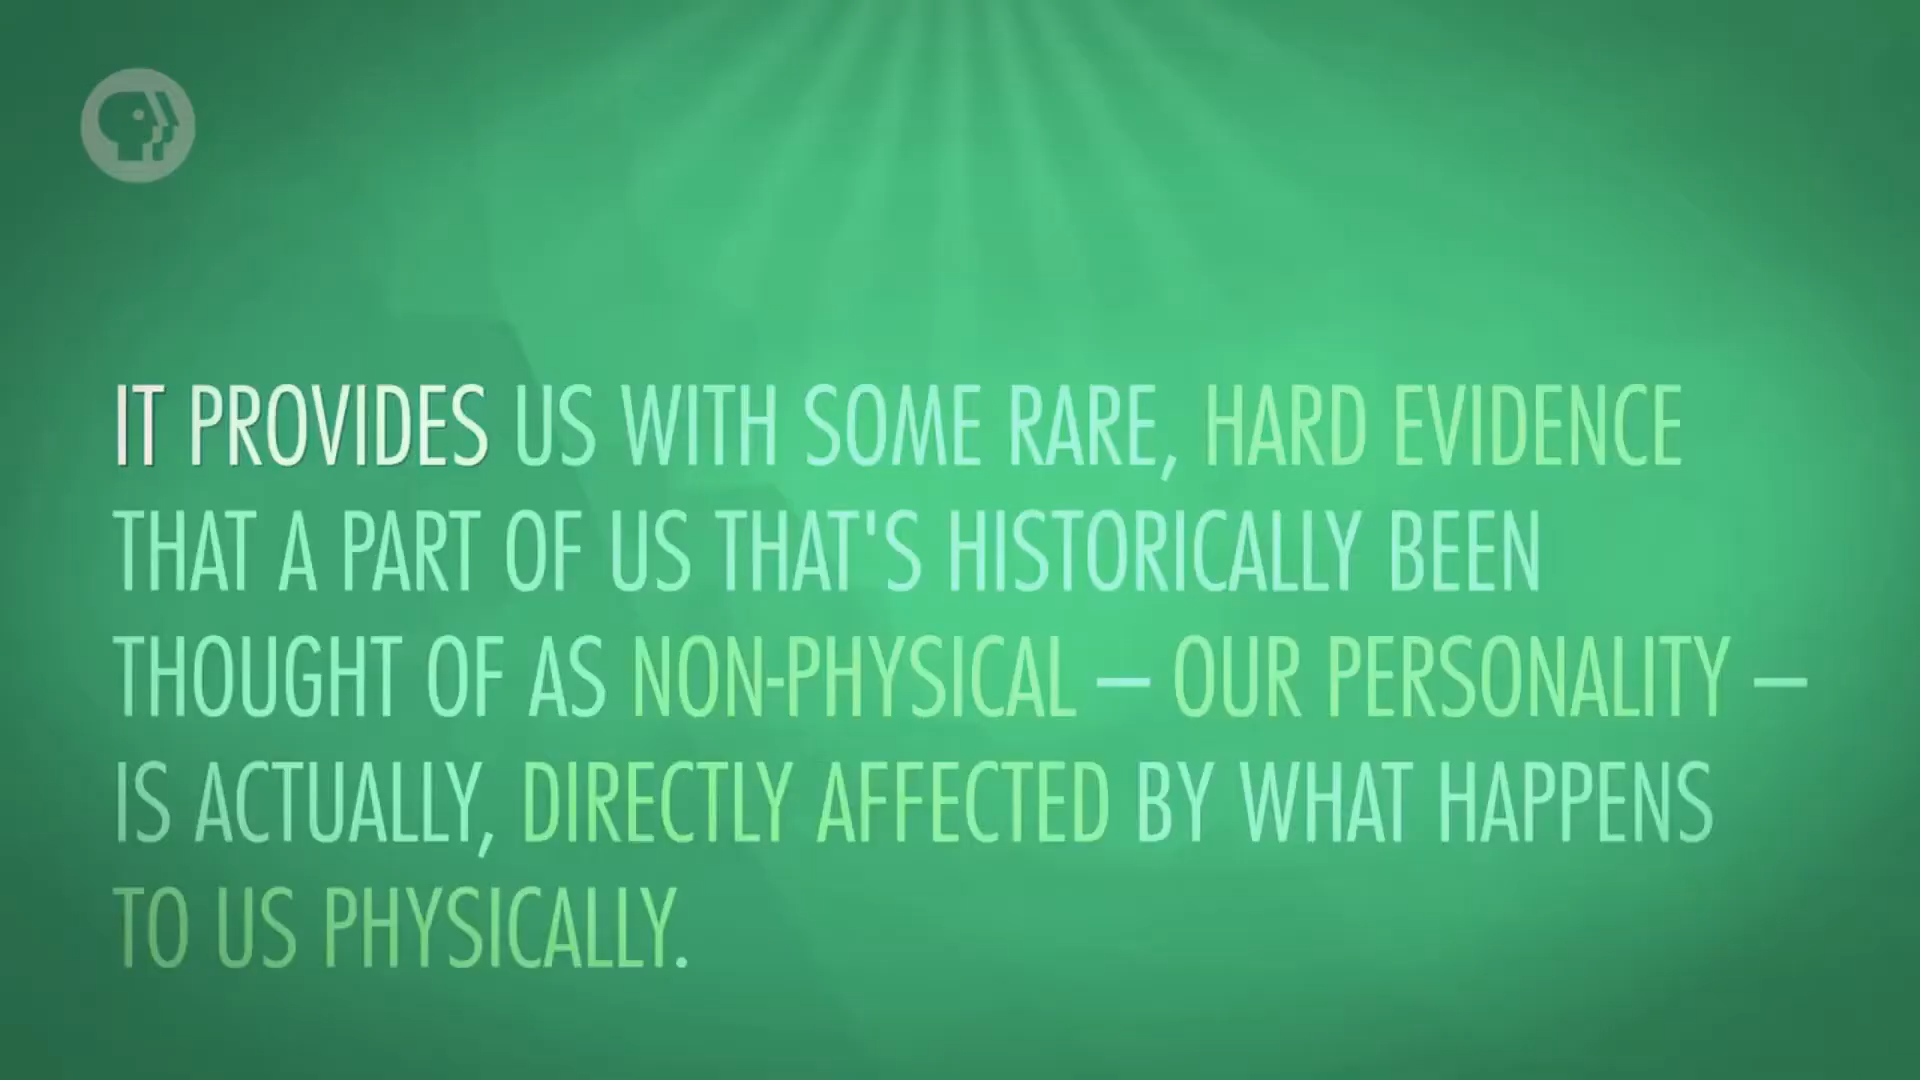 IT PROVIDES US WITH SOME RARE, HARD EVIDENCE
THAT A PART OF US THAT'S HISTORICALLY BEEN
THOUGHT OF AS NON-PHYSICAL – OUR PERSONALITY –
IS ACTUALLY, DIRECTLY AFFECTED BY WHAT HAPPENS
TO US PHYSICALLY.